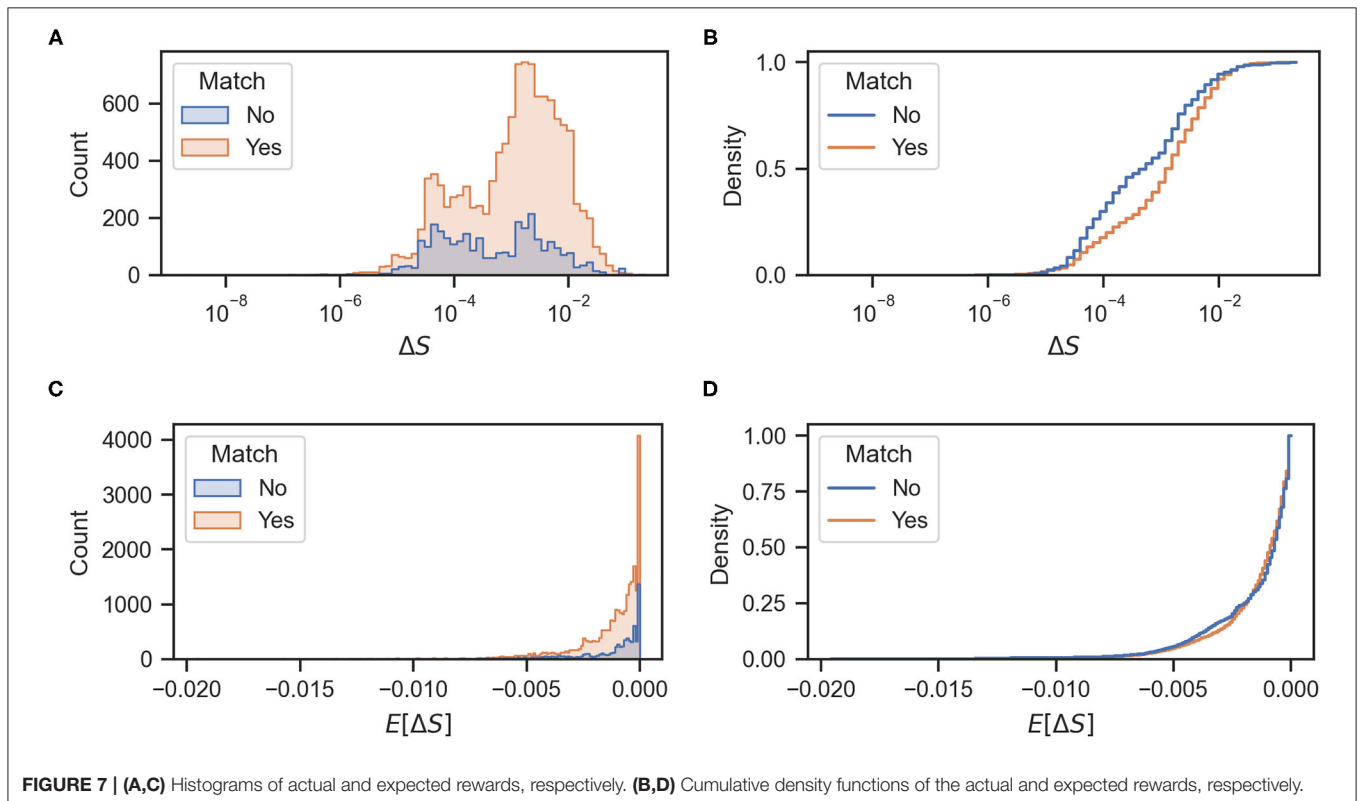 A
Match
No
Yes
600
400
200
0
Count
10⁻⁸
10⁻⁶
10⁻⁴
10⁻²
ΔS
B
Match
No
Yes
1.0
0.5
0.0
Density
10⁻⁸
10⁻⁶
10⁻⁴
10⁻²
ΔS
C
Match
No
Yes
4000
3000
2000
1000
0
Count
−0.020
−0.015
−0.010
−0.005
0.000
E[ΔS]
D
Match
No
Yes
1.00
0.75
0.50
0.25
0.00
Density
−0.020
−0.015
−0.010
−0.005
0.000
E[ΔS]
FIGURE 7 | (A,C) Histograms of actual and expected rewards, respectively. (B,D) Cumulative density functions of the actual and expected rewards, respectively.